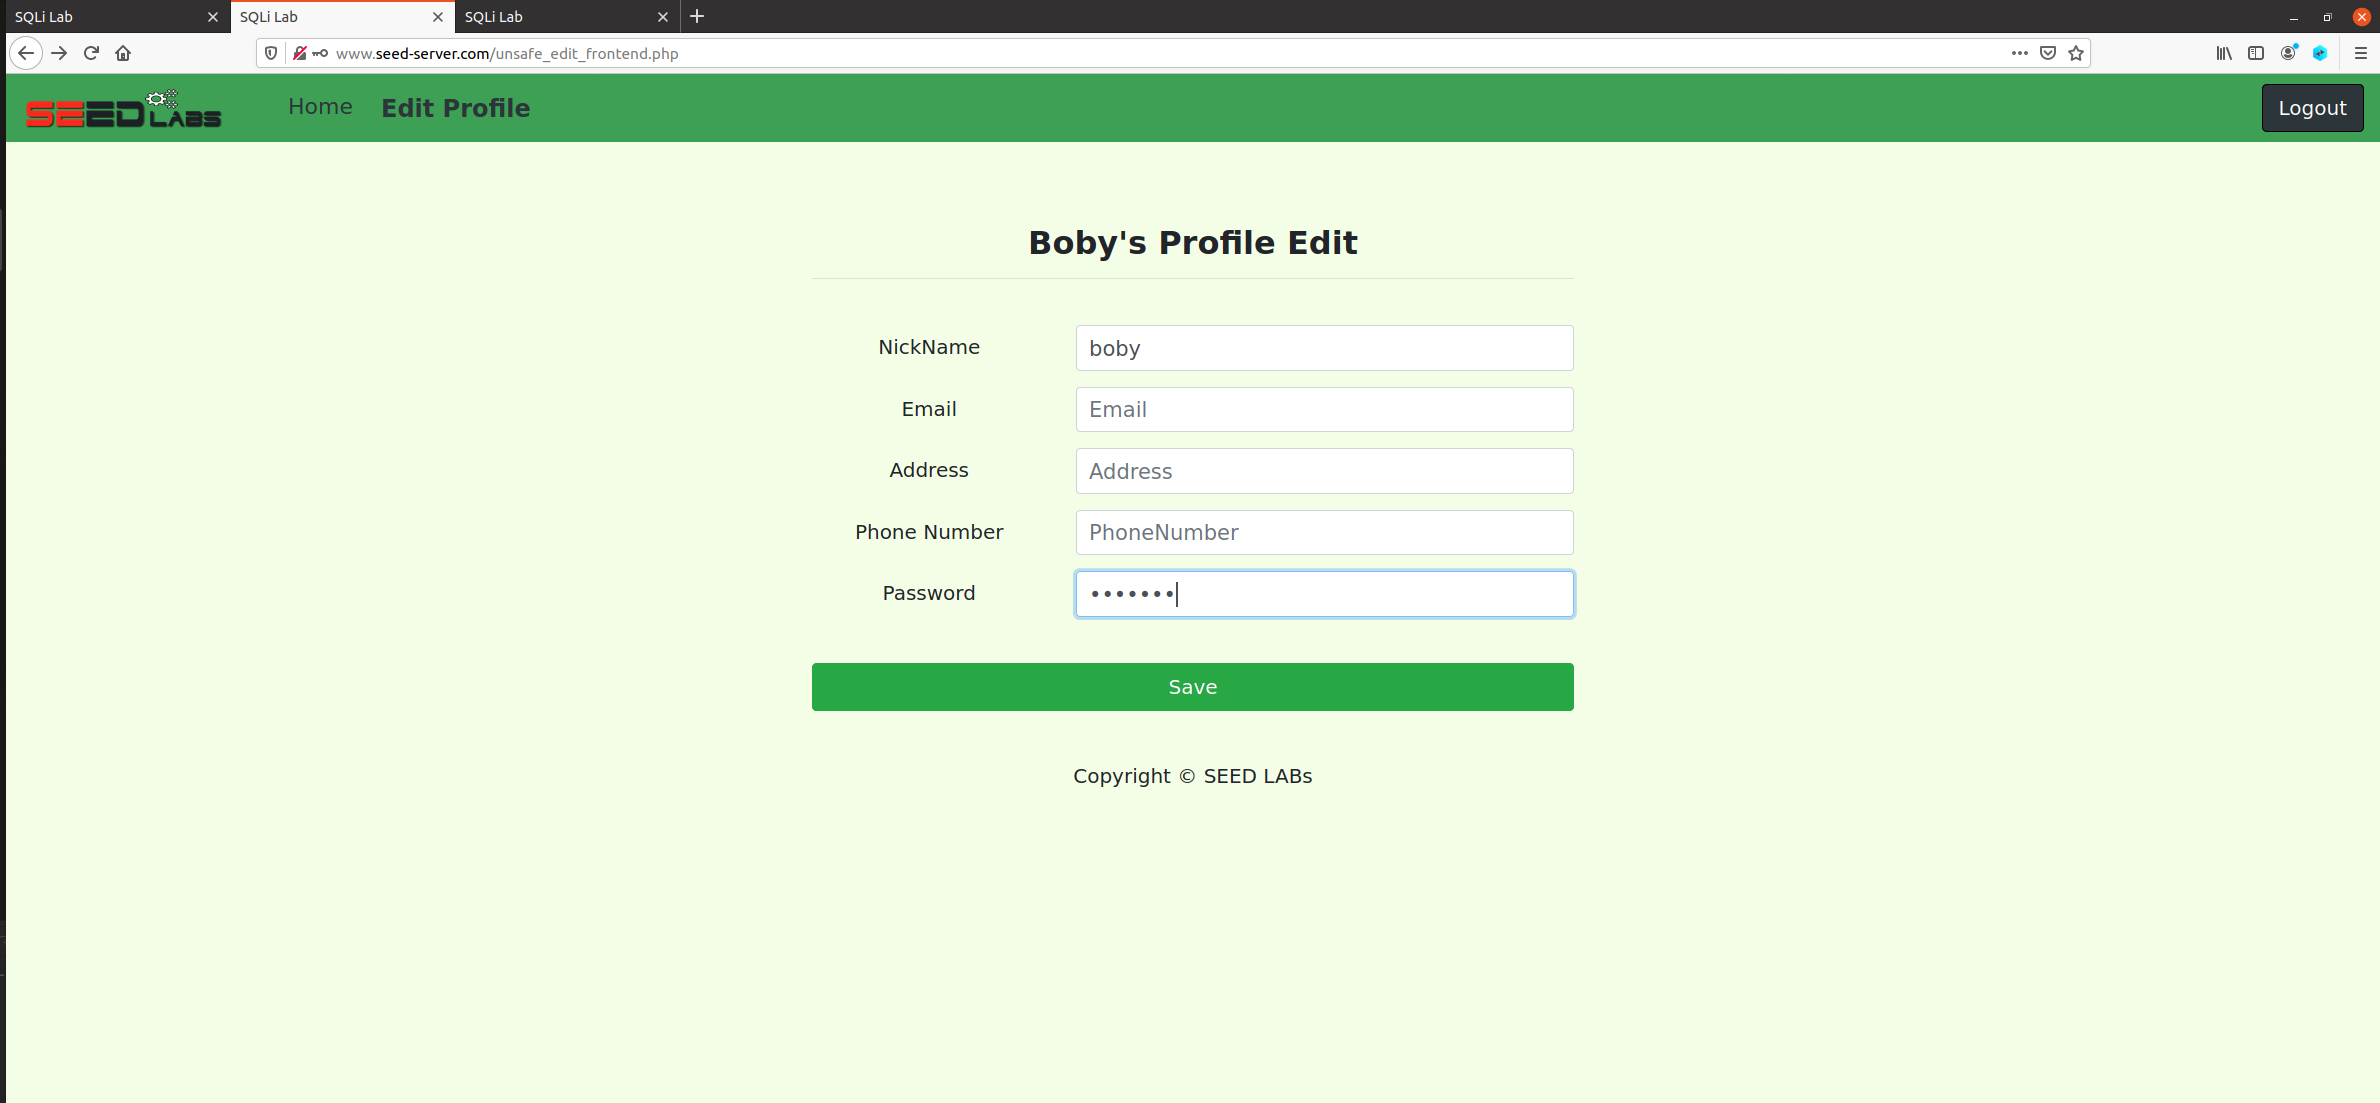 SQLi Lab SQLi Lab SQLi Lab
www.seed-server.com/unsafe_edit_frontend.php
SEED LABS Home Edit Profile Logout
Boby's Profile Edit
NickName boby
Email Email
Address Address
Phone Number PhoneNumber
Password •••••••
Save
Copyright © SEED LABs